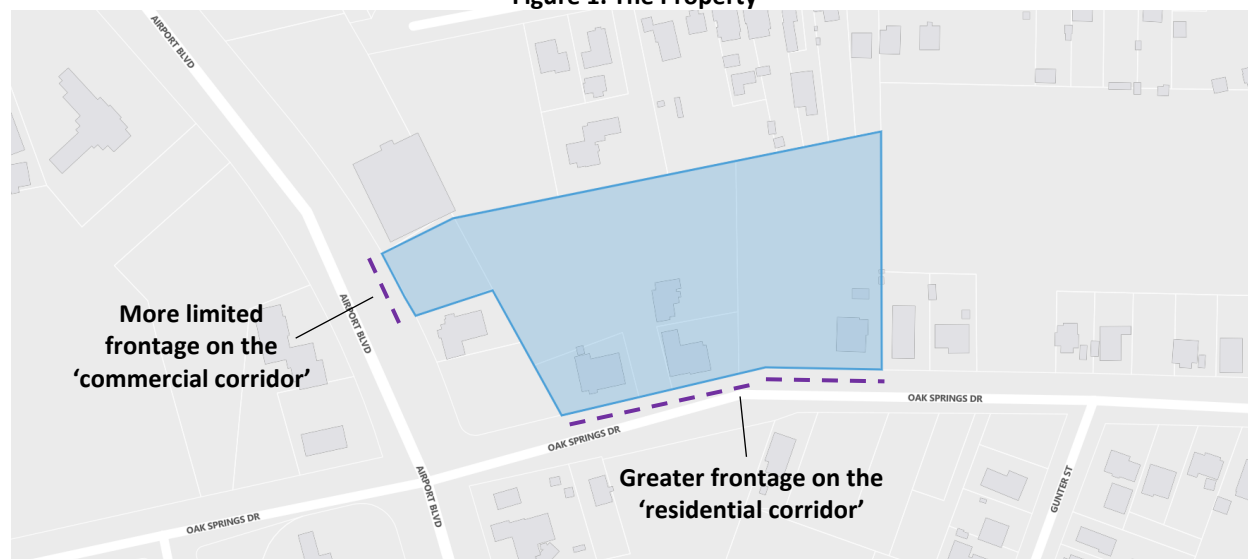 Figure 1: The Property
AIRPORT BLVD
More limited
frontage on the
‘commercial corridor’
AIRPORT BLVD
OAK SPRINGS DR
OAK SPRINGS DR
Greater frontage on the
‘residential corridor’
AIRPORT BLVD
GUNTER ST
OAK SPRINGS DR